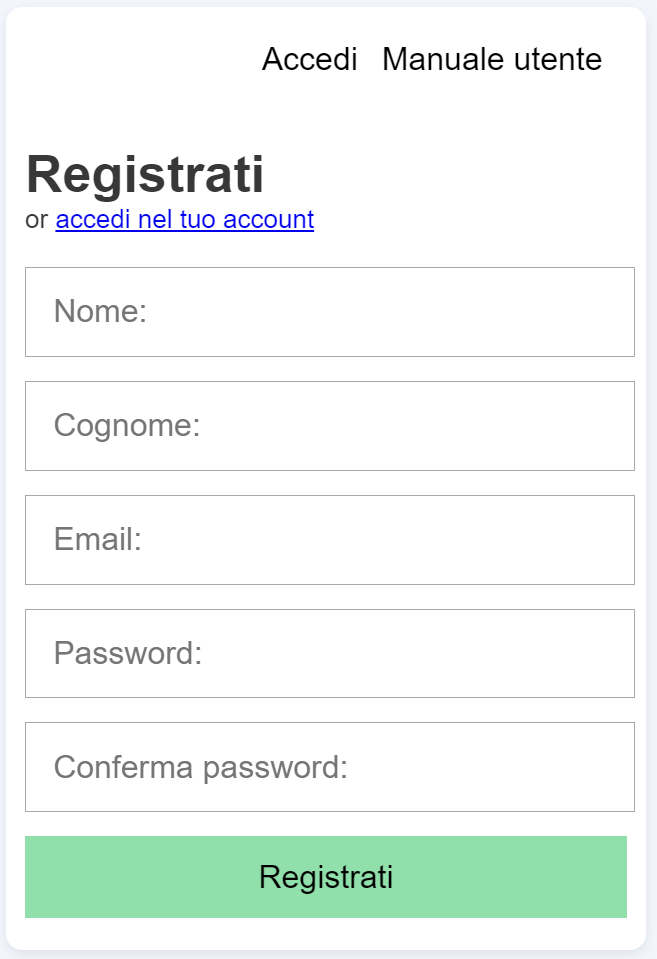 Accedi Manuale utente
Registrati
or accedi nel tuo account
Nome:
Cognome:
Email:
Password:
Conferma password:
Registrati